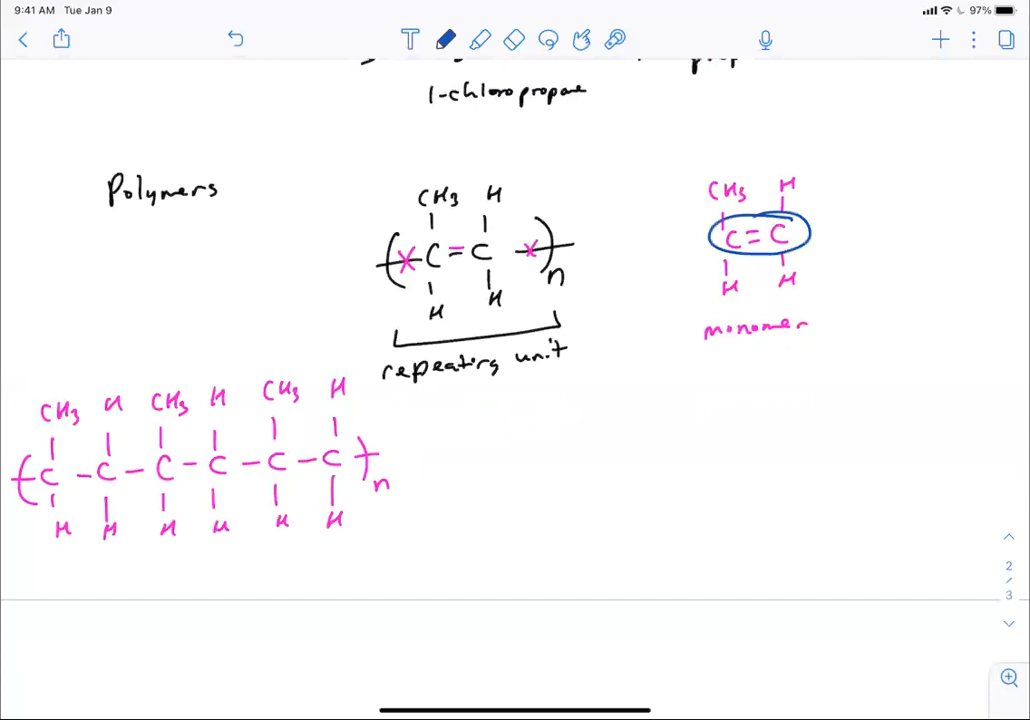 9:41 AM Tue Jan 9
97%
1-chloropropane
Polymers
CH3 H
C = C
H H
n
repeating unit
CH3 H
C = C
H H
monomer
CH3 H CH3 H CH3 H
( C - C - C - C - C - C ) n
H H H H H H
2
/
3